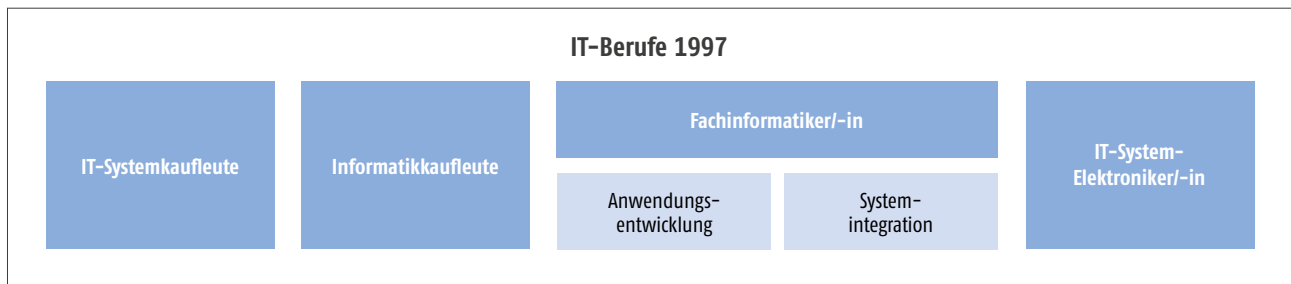 IT-Berufe 1997
IT-Systemkaufleute
Informatikkaufleute
Fachinformatiker/-in
Anwendungs-
entwicklung
System-
integration
IT-System-
Elektroniker/-in